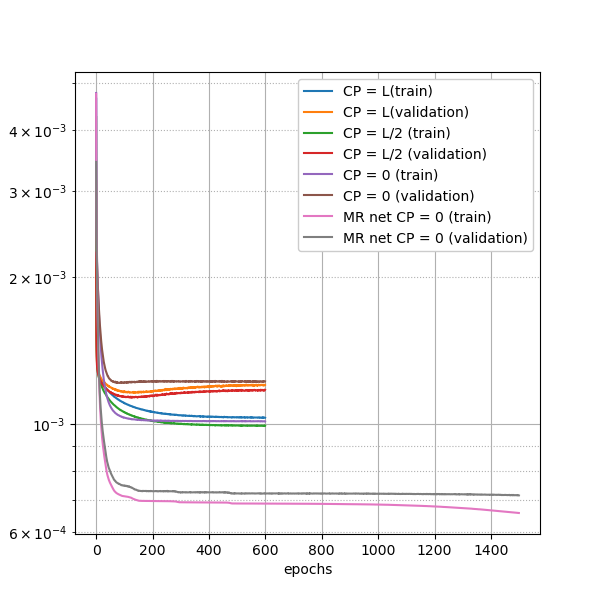 CP = L(train)
CP = L(validation)
CP = L/2 (train)
CP = L/2 (validation)
CP = 0 (train)
CP = 0 (validation)
MR net CP = 0 (train)
MR net CP = 0 (validation)
4 × 10⁻³
3 × 10⁻³
2 × 10⁻³
10⁻³
6 × 10⁻⁴
0 200 400 600 800 1000 1200 1400
epochs